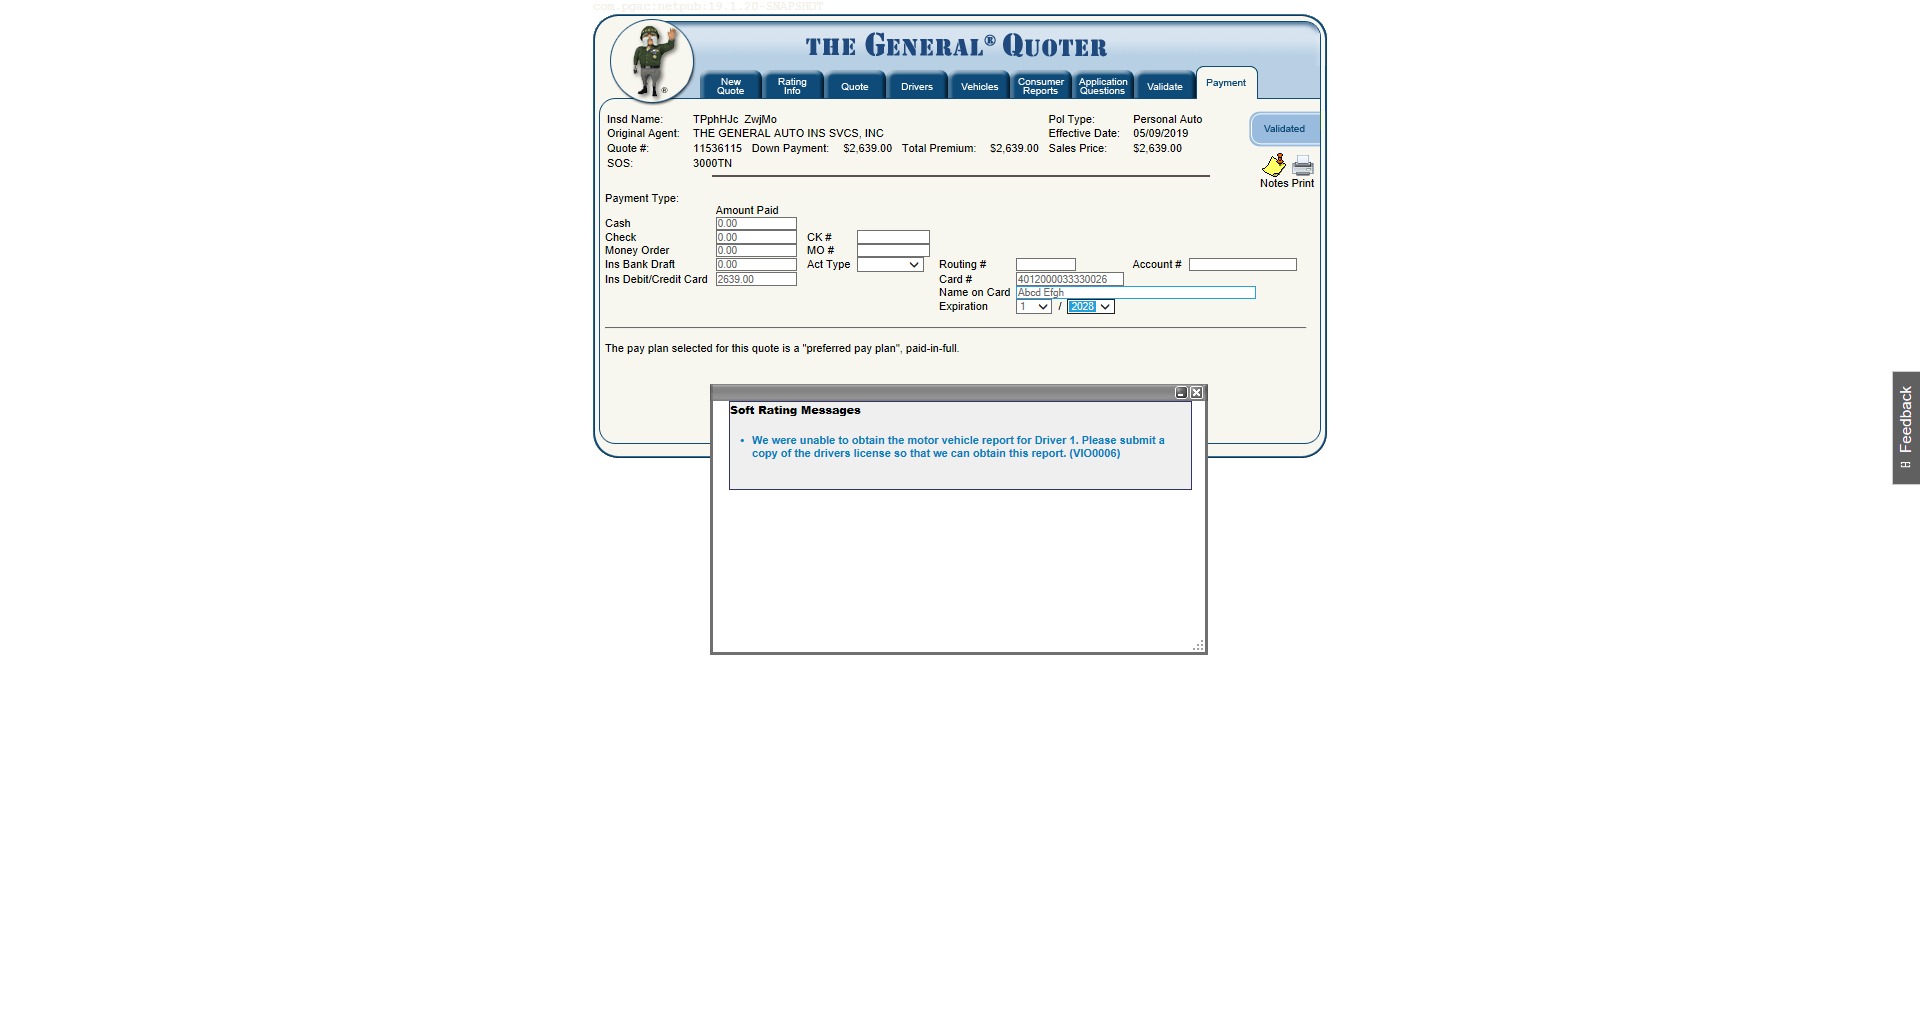 com.pgac:netpub:19.1.20-SNAPSHOT
THE GENERAL® QUOTER
New Quote
Rating Info
Quote
Drivers
Vehicles
Consumer Reports
Application Questions
Validate
Payment
®
Insd Name: TPphHJc ZwjMo Pol Type: Personal Auto
Validated
Original Agent: THE GENERAL AUTO INS SVCS, INC Effective Date: 05/09/2019
Quote #: 11536115 Down Payment: $2,639.00 Total Premium: $2,639.00 Sales Price: $2,639.00
SOS: 3000TN
Notes Print
Payment Type:
Amount Paid
Cash 0.00
Check 0.00 CK #
Money Order 0.00 MO #
Ins Bank Draft 0.00 Act Type Routing # Account #
Ins Debit/Credit Card 2639.00 Card # 4012000033330026
Name on Card Abcd Efgh
Expiration 1 / 2028
The pay plan selected for this quote is a "preferred pay plan", paid-in-full.
Soft Rating Messages
• We were unable to obtain the motor vehicle report for Driver 1. Please submit a
copy of the drivers license so that we can obtain this report. (VIO0006)
Feedback